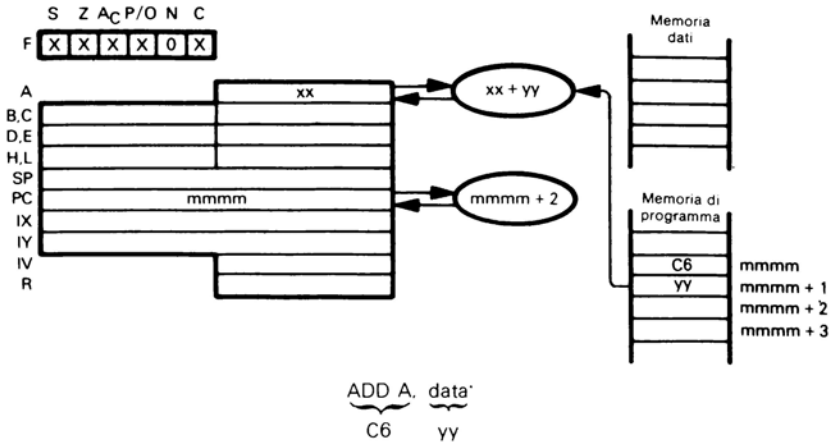 S Z AC P/O N C
F X X X X 0 X
Memoria
dati
A xx
xx + yy
B,C
D,E
H,L
SP
PC mmmm
mmmm + 2
IX
IY
IV
R
Memoria di
programma
C6 mmmm
yy mmmm + 1
mmmm + 2
mmmm + 3
ADD A, data
C6 yy